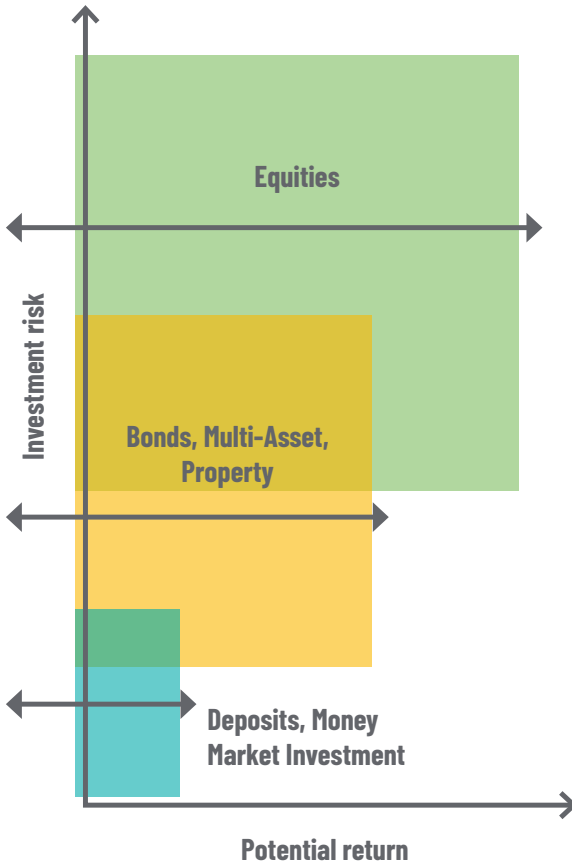 Equities
Investment risk
Bonds, Multi-Asset,
Property
Deposits, Money
Market Investment
Potential return